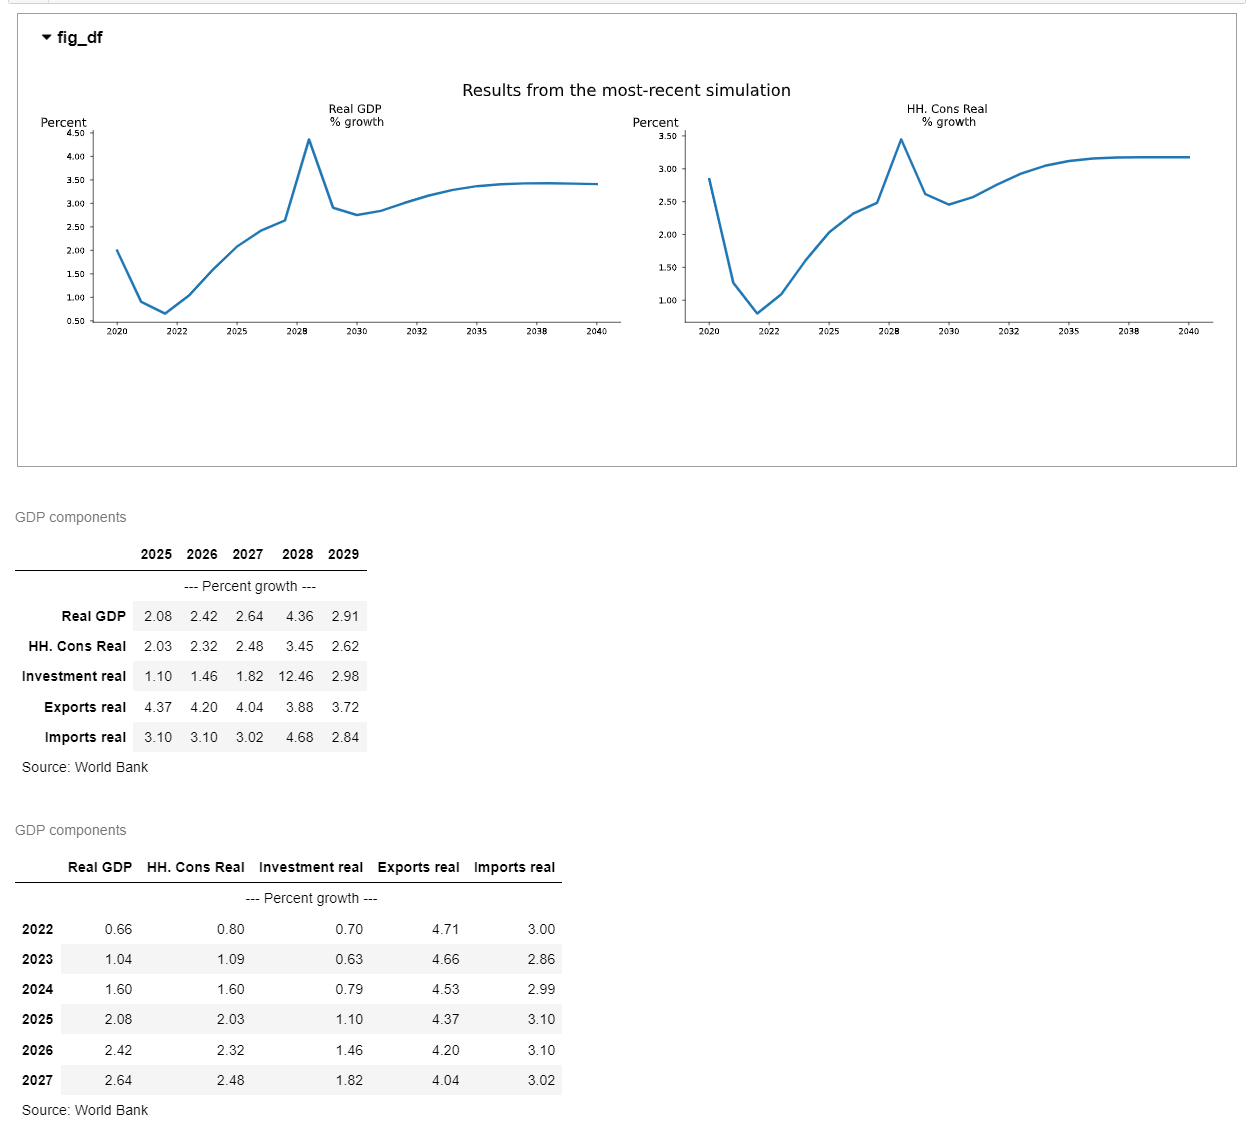 fig_df
Results from the most-recent simulation
Real GDP
% growth
Percent
4.50
4.00
3.50
3.00
2.50
2.00
1.50
1.00
0.50
2020 2022 2025 2028 2030 2032 2035 2038 2040
HH. Cons Real
% growth
Percent
3.50
3.00
2.50
2.00
1.50
1.00
2020 2022 2025 2028 2030 2032 2035 2038 2040
GDP components
2025 2026 2027 2028 2029
--- Percent growth ---
Real GDP 2.08 2.42 2.64 4.36 2.91
HH. Cons Real 2.03 2.32 2.48 3.45 2.62
Investment real 1.10 1.46 1.82 12.46 2.98
Exports real 4.37 4.20 4.04 3.88 3.72
Imports real 3.10 3.10 3.02 4.68 2.84
Source: World Bank
GDP components
Real GDP HH. Cons Real Investment real Exports real Imports real
--- Percent growth ---
2022 0.66 0.80 0.70 4.71 3.00
2023 1.04 1.09 0.63 4.66 2.86
2024 1.60 1.60 0.79 4.53 2.99
2025 2.08 2.03 1.10 4.37 3.10
2026 2.42 2.32 1.46 4.20 3.10
2027 2.64 2.48 1.82 4.04 3.02
Source: World Bank